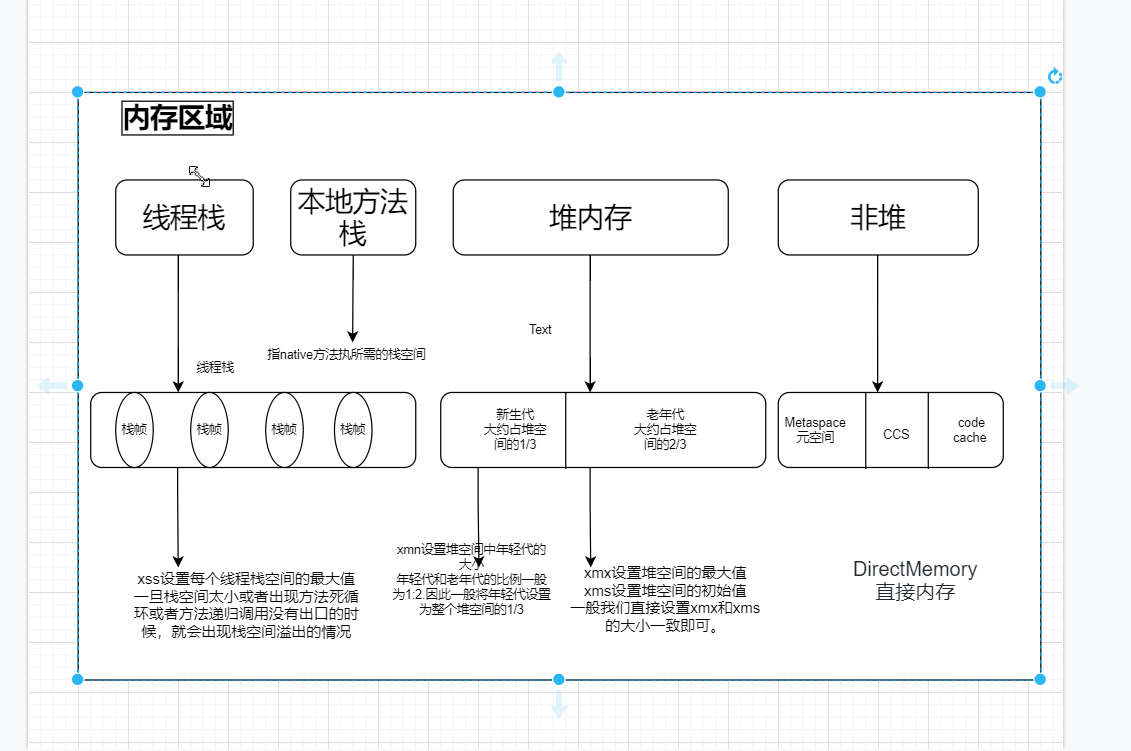 内存区域
线程栈
本地方法
栈
堆内存
非堆
Text
指native方法执所需的栈空间
线程栈
栈帧
栈帧
栈帧
栈帧
新生代
大约占堆空
间的1/3
老年代
大约占堆空
间的2/3
Metaspace
元空间
CCS
code
cache
xss设置每个线程栈空间的最大值
一旦栈空间太小或者出现方法死循
环或者方法递归调用没有出口的时
候，就会出现栈空间溢出的情况
xmn设置堆空间中年轻代的
大小
年轻代和老年代的比例一般
为1:2.因此一般将年轻代设置
为整个堆空间的1/3
xmx设置堆空间的最大值
xms设置堆空间的初始值
一般我们直接设置xmx和xms
的大小一致即可。
DirectMemory
直接内存